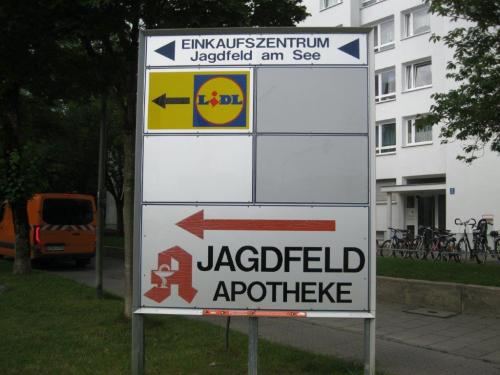 EINKAUFSZENTRUM
Jagdfeld am See
LiDL
JAGDFELD
APOTHEKE